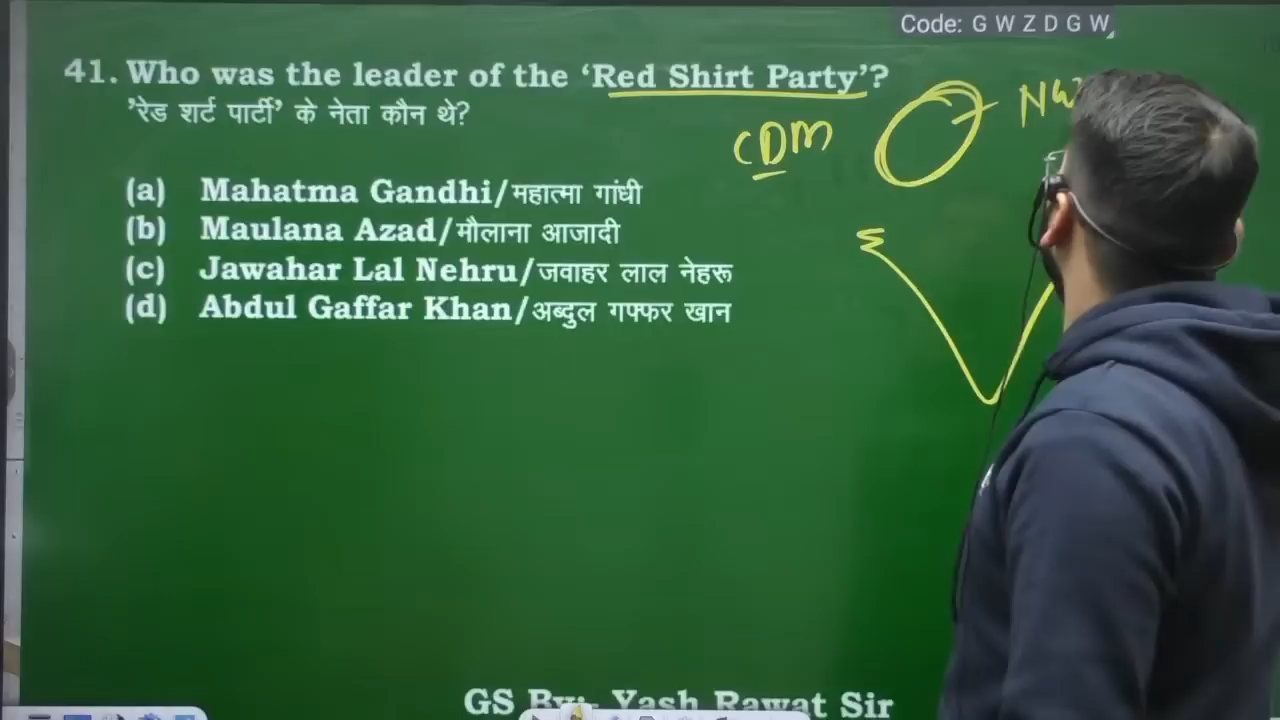 Code: G W Z D G W
41. Who was the leader of the ‘Red Shirt Party’?
’रेड शर्ट पार्टी’ के नेता कौन थे?
CDM
(a) Mahatma Gandhi/महात्मा गांधी
(b) Maulana Azad/मौलाना आजादी
(c) Jawahar Lal Nehru/जवाहर लाल नेहरू
(d) Abdul Gaffar Khan/अब्दुल गफ्फर खान
GS By:- Yash Rawat Sir